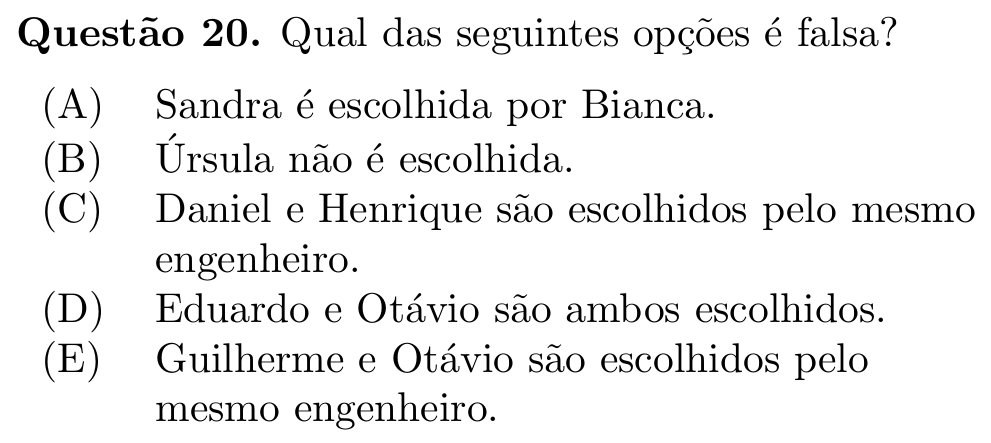 Questão 20. Qual das seguintes opções é falsa?
(A) Sandra é escolhida por Bianca.
(B) Úrsula não é escolhida.
(C) Daniel e Henrique são escolhidos pelo mesmo
engenheiro.
(D) Eduardo e Otávio são ambos escolhidos.
(E) Guilherme e Otávio são escolhidos pelo
mesmo engenheiro.